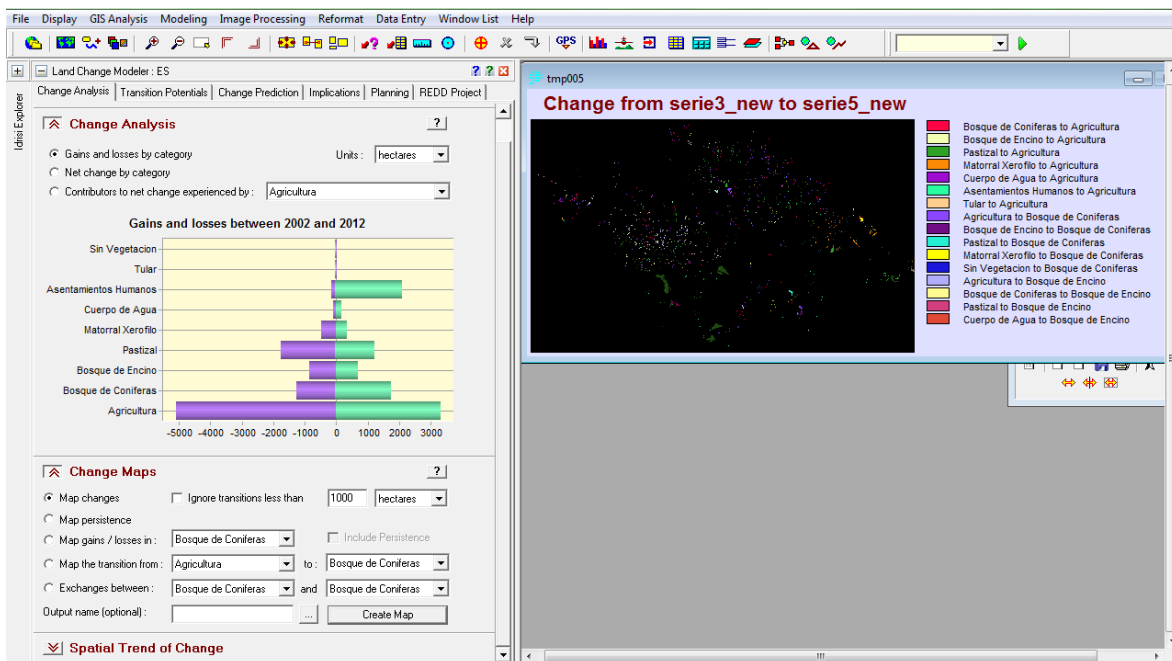 File Display GIS Analysis Modeling Image Processing Reformat Data Entry Window List Help
GPS
Idrisi Explorer
Land Change Modeler : ES
? ?
Change Analysis Transition Potentials Change Prediction Implications Planning REDD Project
Change Analysis ?
Gains and losses by category Units : hectares
Net change by category
Contributors to net change experienced by : Agricultura
Gains and losses between 2002 and 2012
Sin Vegetacion
Tular
Asentamientos Humanos
Cuerpo de Agua
Matorral Xerofilo
Pastizal
Bosque de Encino
Bosque de Coniferas
Agricultura
-5000 -4000 -3000 -2000 -1000 0 1000 2000 3000
Change Maps ?
Map changes Ignore transitions less than 1000 hectares
Map persistence
Map gains / losses in : Bosque de Coniferas Include Persistence
Map the transition from : Agricultura to : Bosque de Coniferas
Exchanges between : Bosque de Coniferas and Bosque de Coniferas
Output name (optional) : ... Create Map
Spatial Trend of Change
tmp005
Change from serie3_new to serie5_new
Bosque de Coniferas to Agricultura
Bosque de Encino to Agricultura
Pastizal to Agricultura
Matorral Xerofilo to Agricultura
Cuerpo de Agua to Agricultura
Asentamientos Humanos to Agricultura
Tular to Agricultura
Agricultura to Bosque de Coniferas
Bosque de Encino to Bosque de Coniferas
Pastizal to Bosque de Coniferas
Matorral Xerofilo to Bosque de Coniferas
Sin Vegetacion to Bosque de Coniferas
Agricultura to Bosque de Encino
Bosque de Coniferas to Bosque de Encino
Pastizal to Bosque de Encino
Cuerpo de Agua to Bosque de Encino